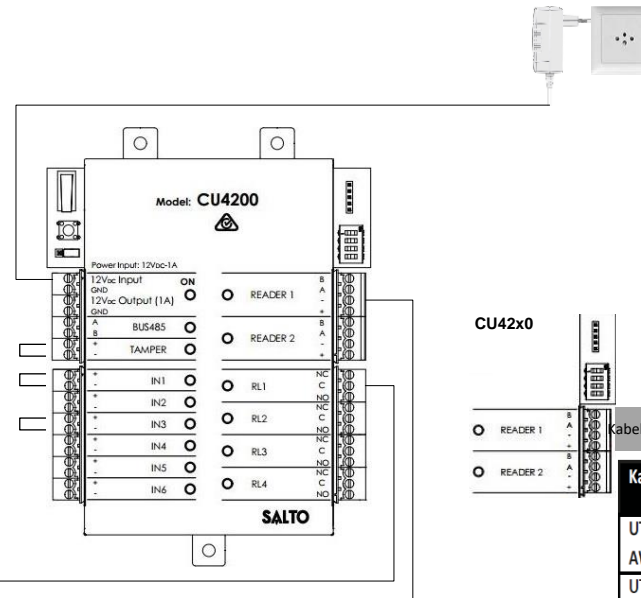 Model: CU4200
Power Input: 12VDC-1A
12VDC Input ON
GND
12VDC Output (1A)
GND
A BUS485
B
+ TAMPER
-
+ IN1
-
IN2
+ IN3
-
IN4
+ IN5
-
IN6
READER 1 B
A
-
+
READER 2 B
A
-
+
RL1 NC
C
NO
RL2 NC
C
NO
RL3 NC
C
NO
RL4 NC
C
NO
SALTO
CU42x0
READER 1 B
A
-
+
READER 2 B
A
-
+
Kabel
Ka
UT
AW
UT